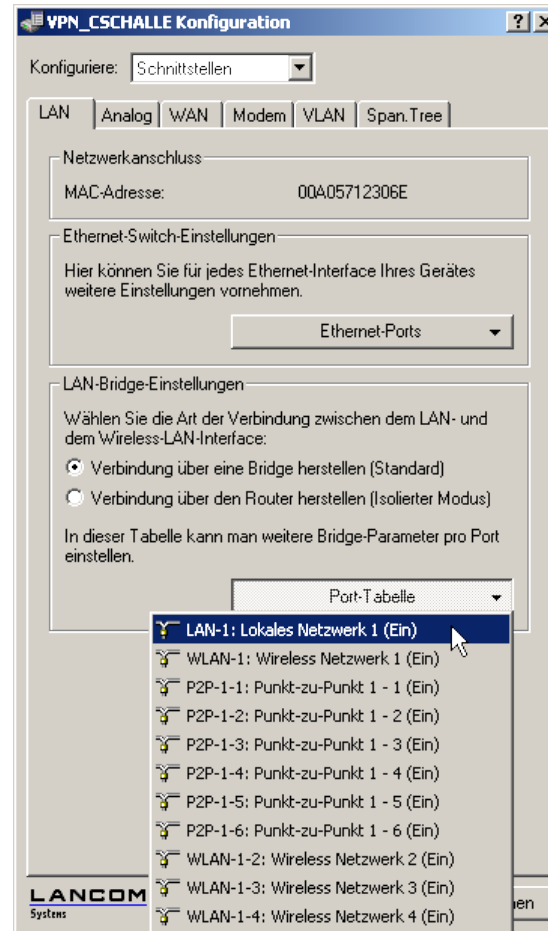 VPN_CSCHALLE Konfiguration
Konfiguriere: Schnittstellen
LAN Analog WAN Modem VLAN Span.Tree
Netzwerkanschluss
MAC-Adresse: 00A05712306E
Ethernet-Switch-Einstellungen
Hier können Sie für jedes Ethernet-Interface Ihres Gerätes
weitere Einstellungen vornehmen.
Ethernet-Ports
LAN-Bridge-Einstellungen
Wählen Sie die Art der Verbindung zwischen dem LAN- und
dem Wireless-LAN-Interface:
Verbindung über eine Bridge herstellen (Standard)
Verbindung über den Router herstellen (Isolierter Modus)
In dieser Tabelle kann man weitere Bridge-Parameter pro Port
einstellen.
Port-Tabelle
LAN-1: Lokales Netzwerk 1 (Ein)
WLAN-1: Wireless Netzwerk 1 (Ein)
P2P-1-1: Punkt-zu-Punkt 1 - 1 (Ein)
P2P-1-2: Punkt-zu-Punkt 1 - 2 (Ein)
P2P-1-3: Punkt-zu-Punkt 1 - 3 (Ein)
P2P-1-4: Punkt-zu-Punkt 1 - 4 (Ein)
P2P-1-5: Punkt-zu-Punkt 1 - 5 (Ein)
P2P-1-6: Punkt-zu-Punkt 1 - 6 (Ein)
WLAN-1-2: Wireless Netzwerk 2 (Ein)
WLAN-1-3: Wireless Netzwerk 3 (Ein)
WLAN-1-4: Wireless Netzwerk 4 (Ein)
LANCOM
Systems